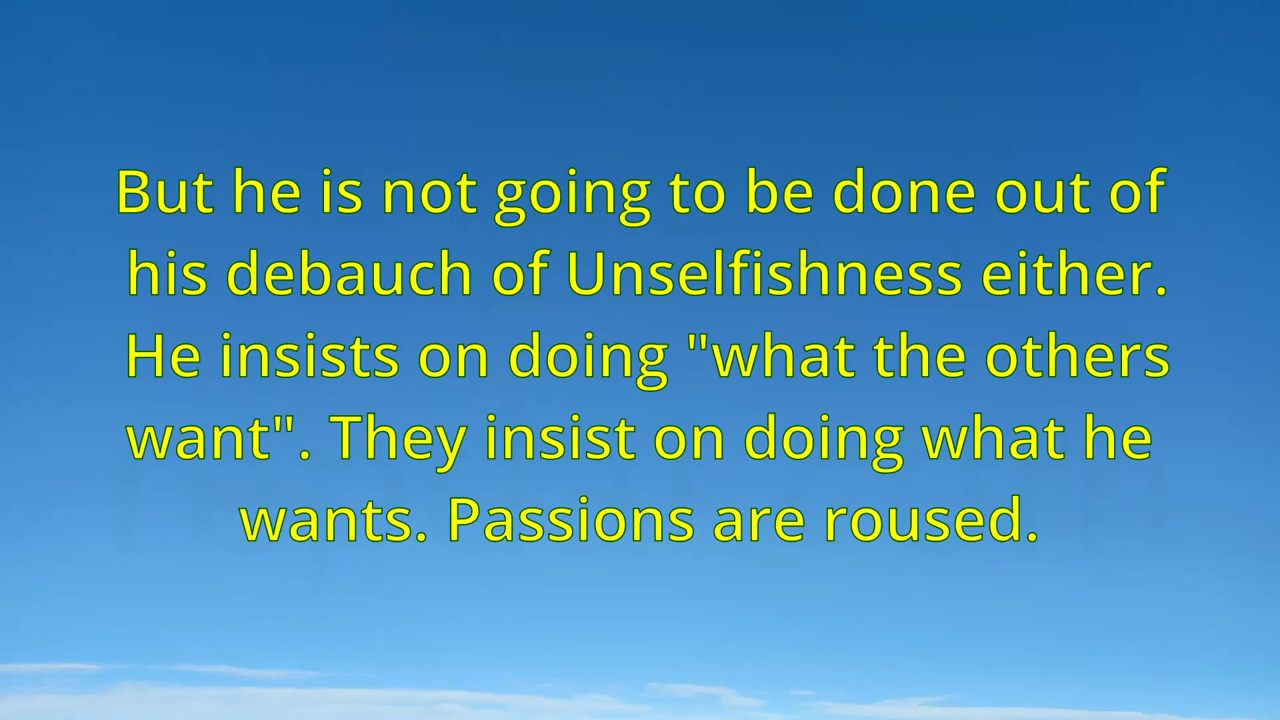 But he is not going to be done out of
his debauch of Unselfishness either.
He insists on doing "what the others
want". They insist on doing what he
wants. Passions are roused.